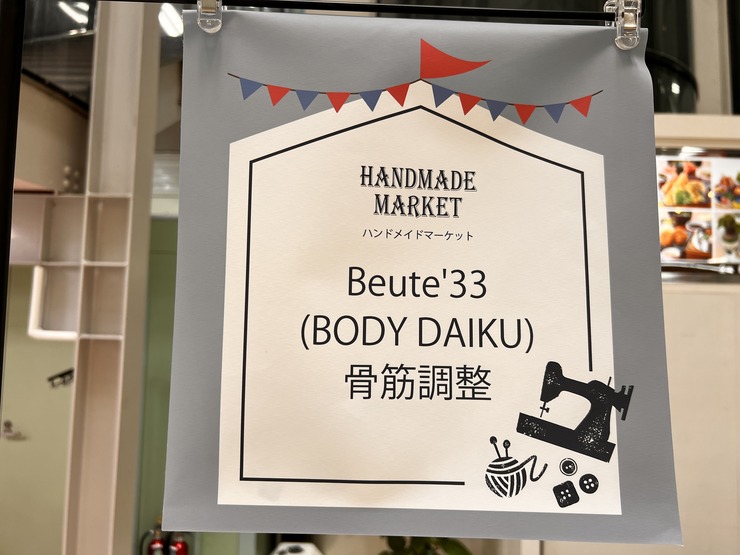 HANDMADE
MARKET
ハンドメイドマーケット
Beute'33
(BODY DAIKU)
骨筋調整